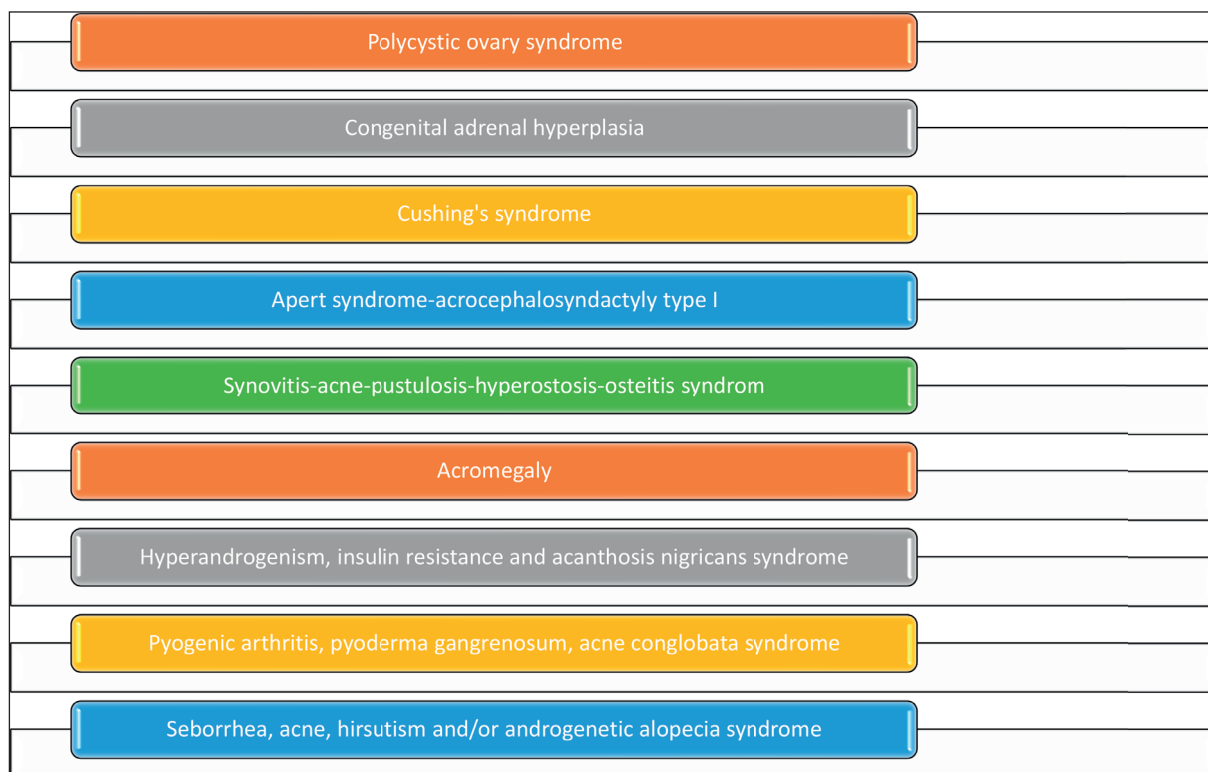 Polycystic ovary syndrome
Congenital adrenal hyperplasia
Cushing's syndrome
Apert syndrome-acrocephalosyndactyly type I
Synovitis-acne-pustulosis-hyperostosis-osteitis syndrom
Acromegaly
Hyperandrogenism, insulin resistance and acanthosis nigricans syndrome
Pyogenic arthritis, pyoderma gangrenosum, acne conglobata syndrome
Seborrhea, acne, hirsutism and/or androgenetic alopecia syndrome